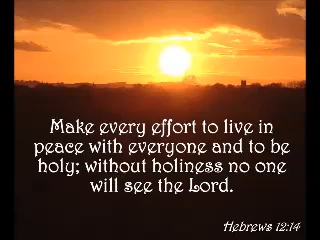 Make every effort to live in
peace with everyone and to be
holy; without holiness no one
will see the Lord.
Hebrews 12:14